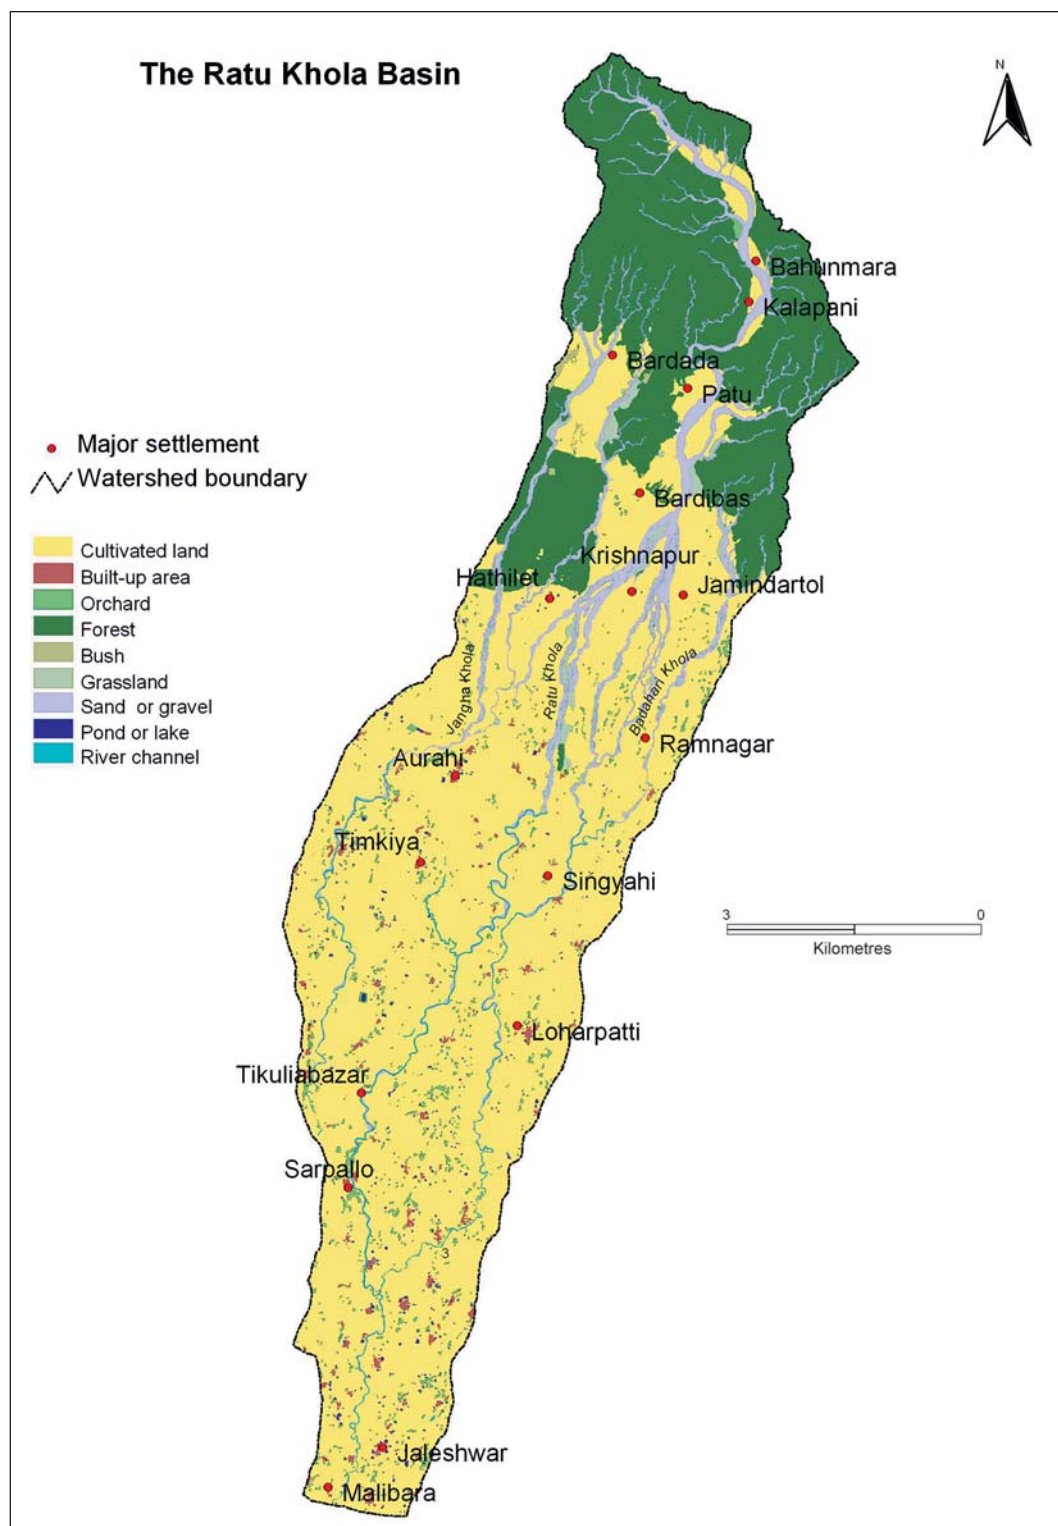 The Ratu Khola Basin
N
Bahunmara
Kalapani
Bardada
Patu
Major settlement
Watershed boundary
Bardibas
Cultivated land
Built-up area
Orchard
Forest
Bush
Grassland
Sand or gravel
Pond or lake
River channel
Krishnapur
Hathilet
Jamindartol
Jangha Khola
Ratu Khola
Badahari Khola
Ramnagar
Aurahi
Timkiya
Singyahi
3 0
Kilometres
Loharpatti
Tikuliabazar
Sarpallo
3
Jaleshwar
Malibara